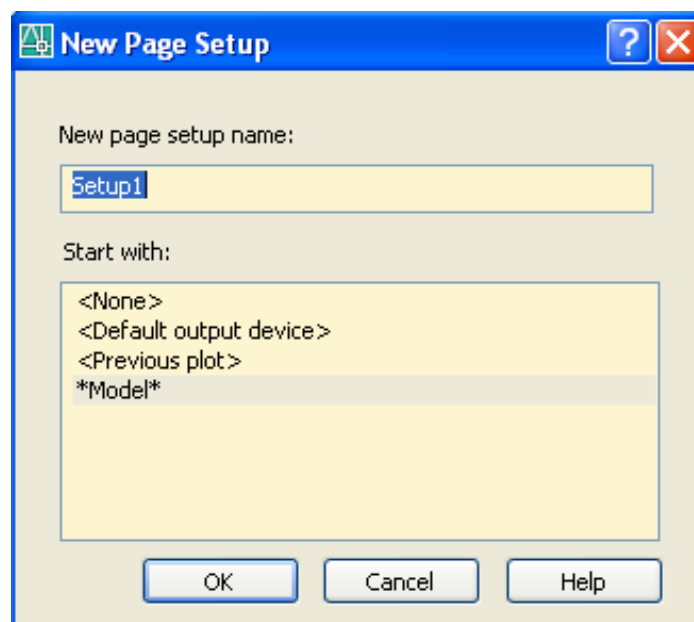 New Page Setup
New page setup name:
Setup1
Start with:
<None>
<Default output device>
<Previous plot>
*Model*
OK Cancel Help